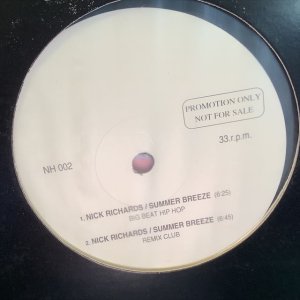 PROMOTION ONLY
NOT FOR SALE
33.r.p.m.
NH 002
1. NICK RICHARDS / SUMMER BREEZE (6:25)
BIG BEAT HIP HOP
2. NICK RICHARDS / SUMMER BREEZE (6:45)
REMIX CLUB